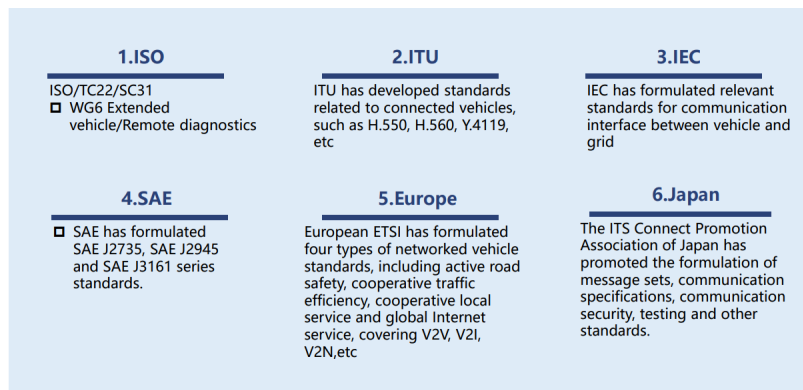 1.ISO
ISO/TC22/SC31
WG6 Extended
vehicle/Remote diagnostics
2.ITU
ITU has developed standards
related to connected vehicles,
such as H.550, H.560, Y.4119,
etc
3.IEC
IEC has formulated relevant
standards for communication
interface between vehicle and
grid
4.SAE
SAE has formulated
SAE J2735, SAE J2945
and SAE J3161 series
standards.
5.Europe
European ETSI has formulated
four types of networked vehicle
standards, including active road
safety, cooperative traffic
efficiency, cooperative local
service and global Internet
service, covering V2V, V2I,
V2N,etc
6.Japan
The ITS Connect Promotion
Association of Japan has
promoted the formulation of
message sets, communication
specifications, communication
security, testing and other
standards.